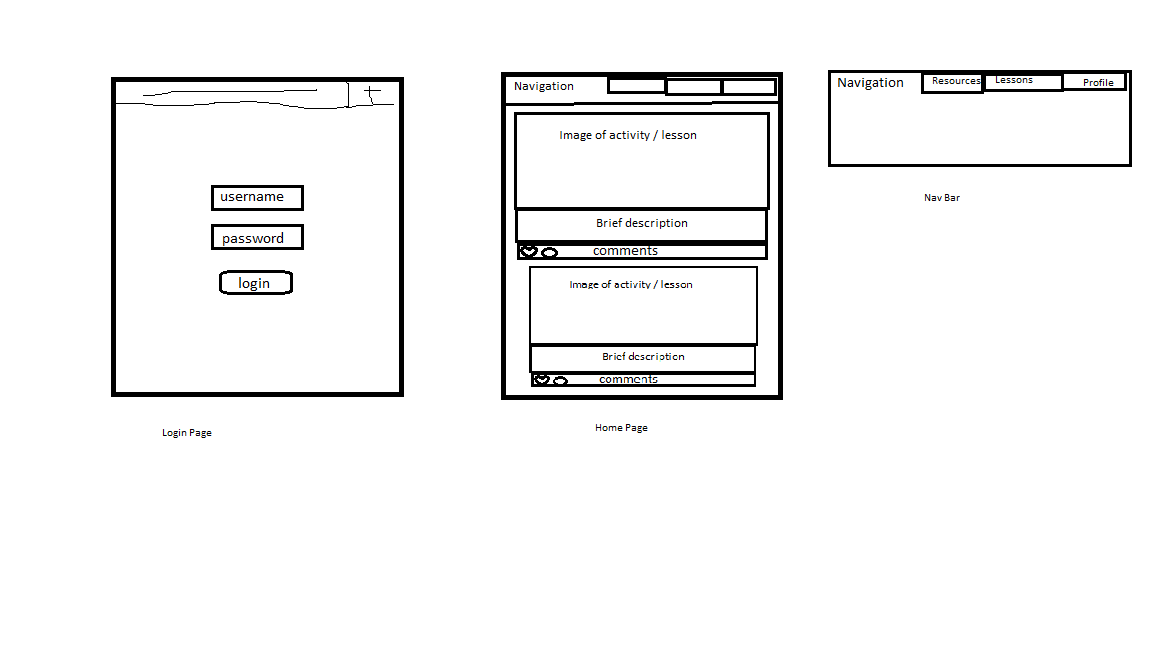 username
password
login
Login Page
Navigation
Image of activity / lesson
Brief description
comments
Image of activity / lesson
Brief description
comments
Home Page
Navigation
Resources
Lessons
Profile
Nav Bar